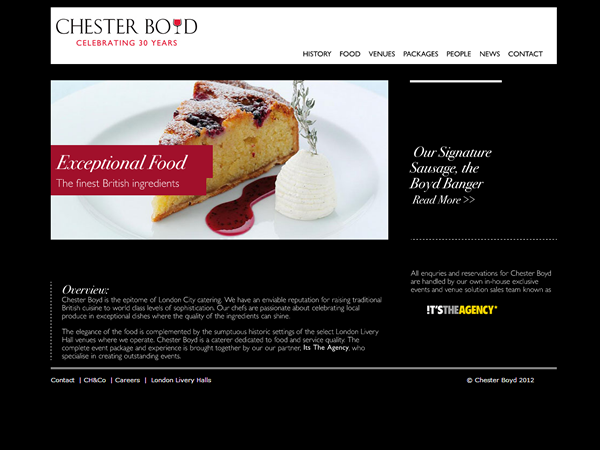 CHESTER BOYD
CELEBRATING 30 YEARS
HISTORY FOOD VENUES PACKAGES PEOPLE NEWS CONTACT
Exceptional Food
The finest British ingredients
Our Signature
Sausage, the
Boyd Banger
Read More >>
All enquries and reservations for Chester Boyd
are handled by our own in-house exclusive
events and venue solution sales team known as
IT'STHEAGENCY*
Overview:
Chester Boyd is the epitome of London City catering. We have an enviable reputation for raising traditional
British cuisine to world class levels of sophistication. Our chefs are passionate about celebrating local
produce in exceptional dishes where the quality of the ingredients can shine.
The elegance of the food is complemented by the sumptuous historic settings of the select London Livery
Hall venues where we operate. Chester Boyd is a caterer dedicated to food and service quality. The
complete event package and experience is brought together by our our partner, Its The Agency, who
specialise in creating outstanding events.
Contact | CH&Co | Careers | London Livery Halls
© Chester Boyd 2012